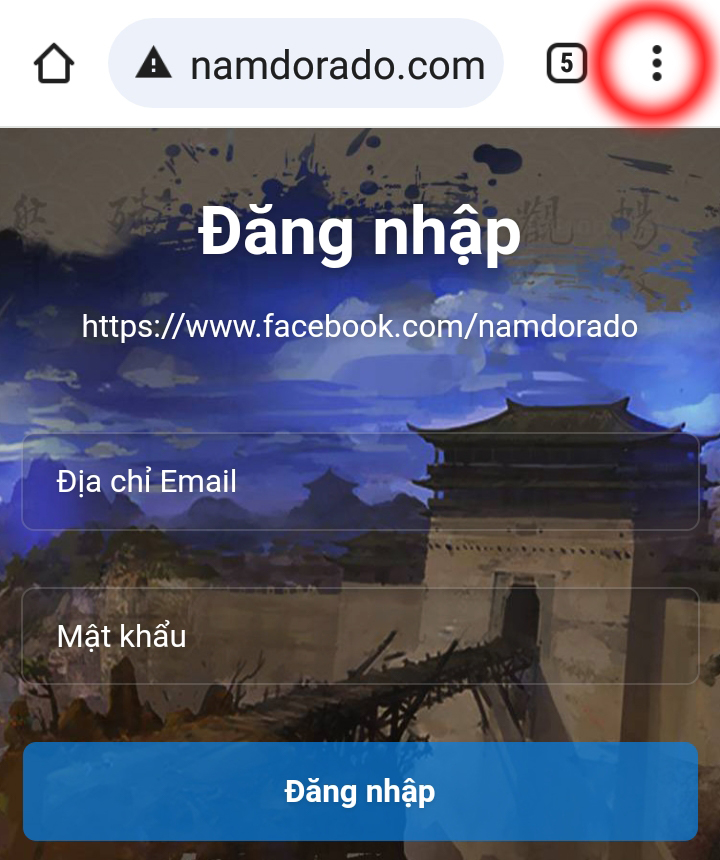 namdorado.com
5
Đăng nhập
https://www.facebook.com/namdorado
Địa chỉ Email
Mật khẩu
Đăng nhập